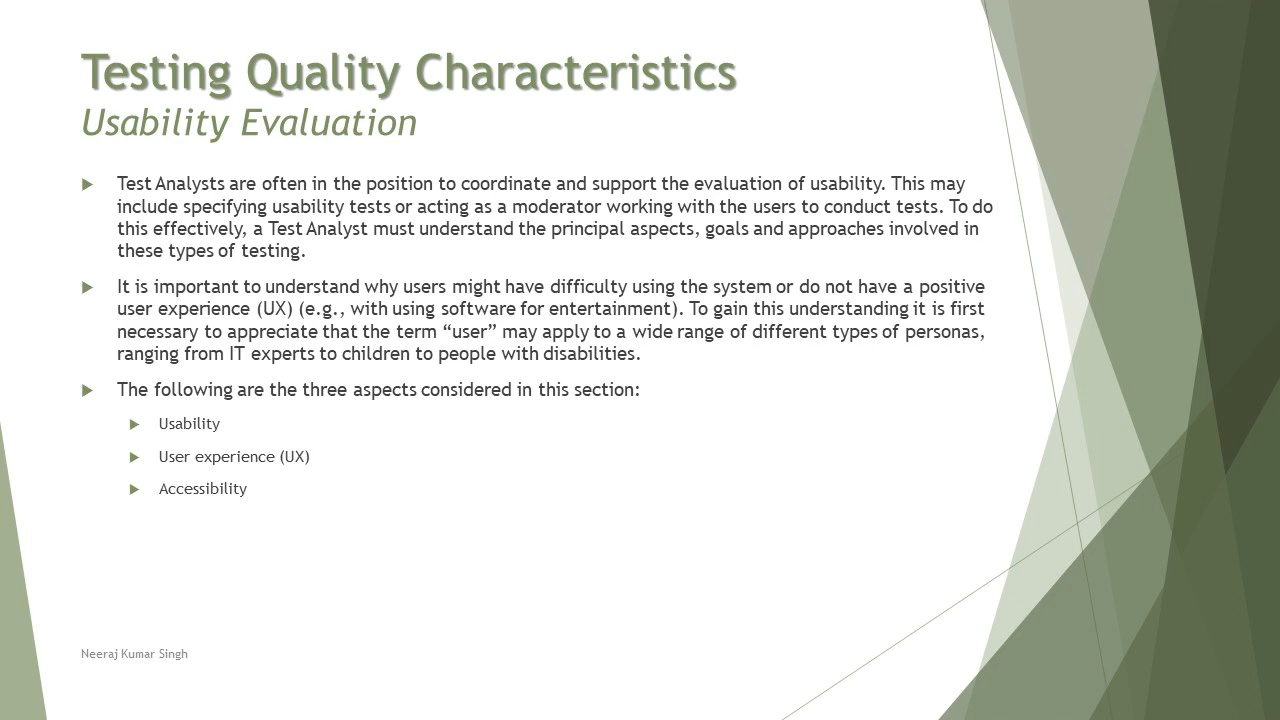 Testing Quality Characteristics
Usability Evaluation
Test Analysts are often in the position to coordinate and support the evaluation of usability. This may
include specifying usability tests or acting as a moderator working with the users to conduct tests. To do
this effectively, a Test Analyst must understand the principal aspects, goals and approaches involved in
these types of testing.
It is important to understand why users might have difficulty using the system or do not have a positive
user experience (UX) (e.g., with using software for entertainment). To gain this understanding it is first
necessary to appreciate that the term “user” may apply to a wide range of different types of personas,
ranging from IT experts to children to people with disabilities.
The following are the three aspects considered in this section:
Usability
User experience (UX)
Accessibility
Neeraj Kumar Singh